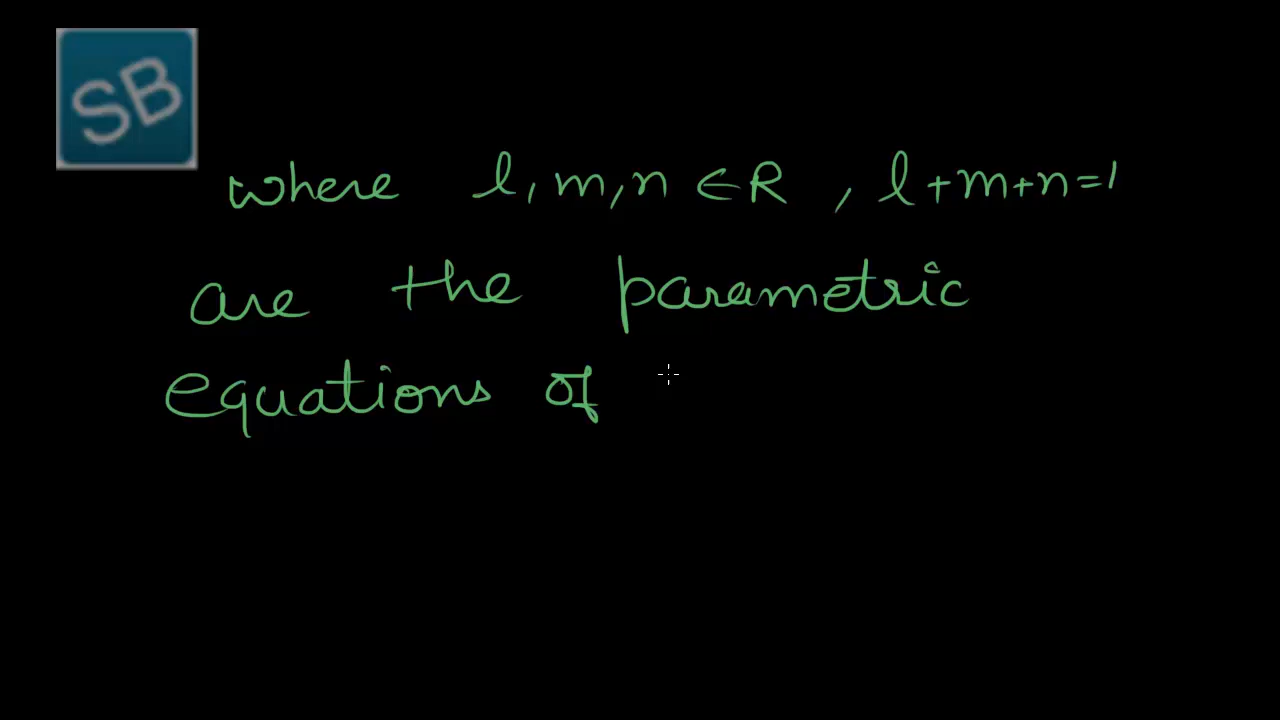 SB
where l, m, n ∈ R , l + m + n = 1
are the parametric
equations of